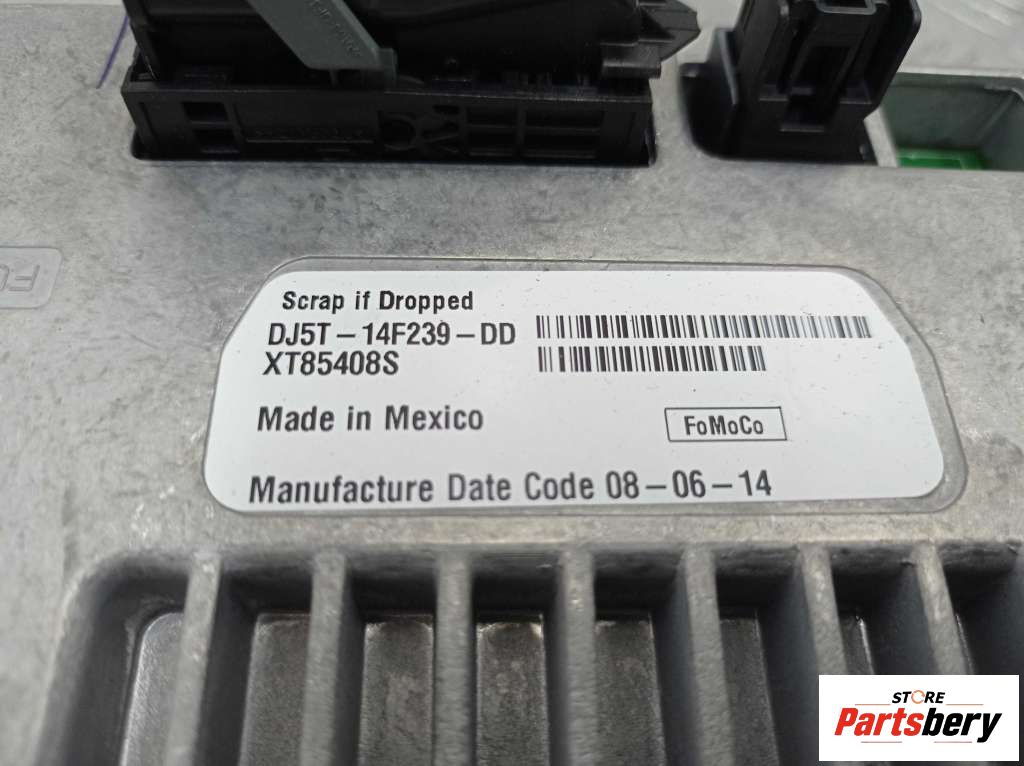 Scrap if Dropped
DJ5T-14F239-DD
XT85408S
Made in Mexico
FoMoCo
Manufacture Date Code 08-06-14
STORE
Partsbery